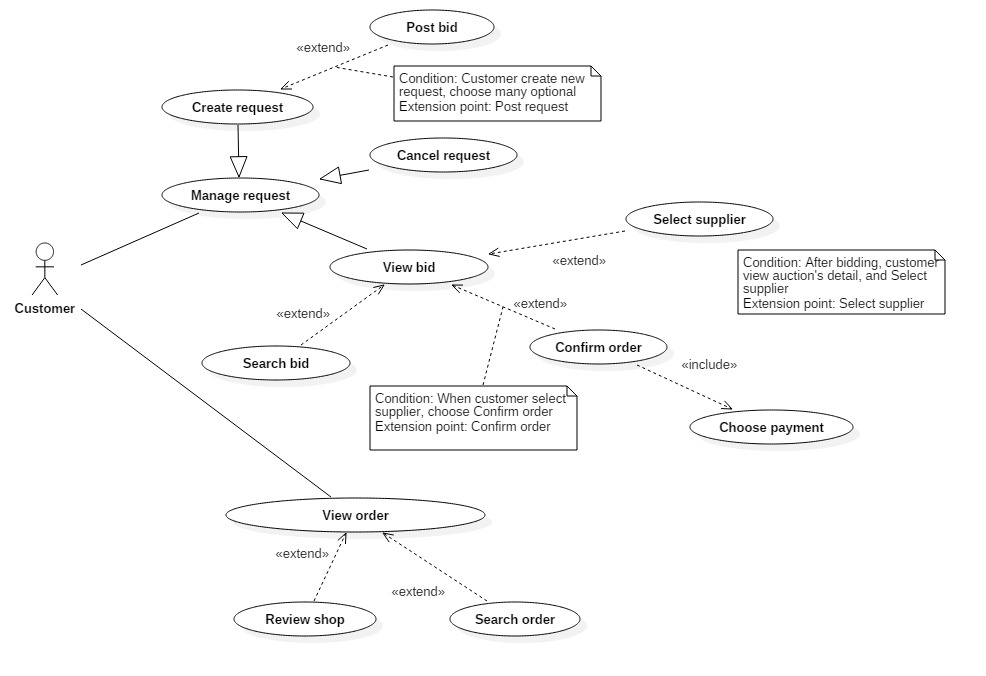 Post bid
«extend»
Condition: Customer create new
request, choose many optional
Extension point: Post request
Create request
Cancel request
Manage request
Select supplier
«extend»
Condition: After bidding, customer
view auction's detail, and Select
supplier
Extension point: Select supplier
View bid
Customer
«extend»
«extend»
Confirm order
Search bid
«include»
Condition: When customer select
supplier, choose Confirm order
Extension point: Confirm order
Choose payment
View order
«extend»
«extend»
Review shop
Search order